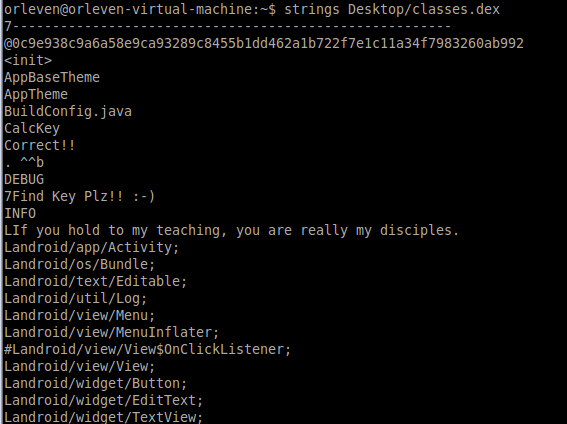 orleven@orleven-virtual-machine:~$ strings Desktop/classes.dex
7-------------------------------------------------------
@0c9e938c9a6a58e9ca93289c8455b1dd462a1b722f7e1c11a34f7983260ab992
<init>
AppBaseTheme
AppTheme
BuildConfig.java
CalcKey
Correct!!
. ^^b
DEBUG
7Find Key Plz!! :-)
INFO
LIf you hold to my teaching, you are really my disciples.
Landroid/app/Activity;
Landroid/os/Bundle;
Landroid/text/Editable;
Landroid/util/Log;
Landroid/view/Menu;
Landroid/view/MenuInflater;
#Landroid/view/View$OnClickListener;
Landroid/view/View;
Landroid/widget/Button;
Landroid/widget/EditText;
Landroid/widget/TextView;